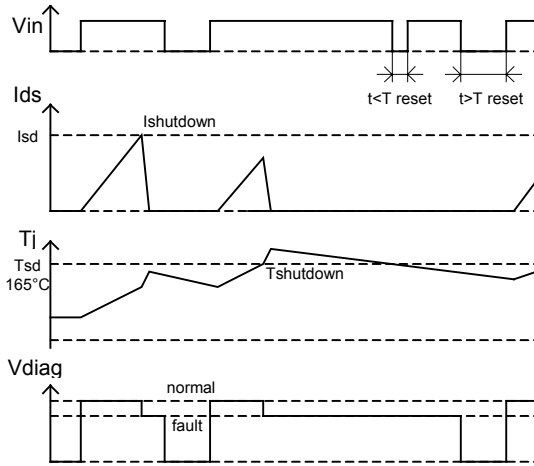 Vin
t<T reset
t>T reset
Ids
Isd
Ishutdown
Tj
Tsd
165°C
Tshutdown
Vdiag
normal
fault